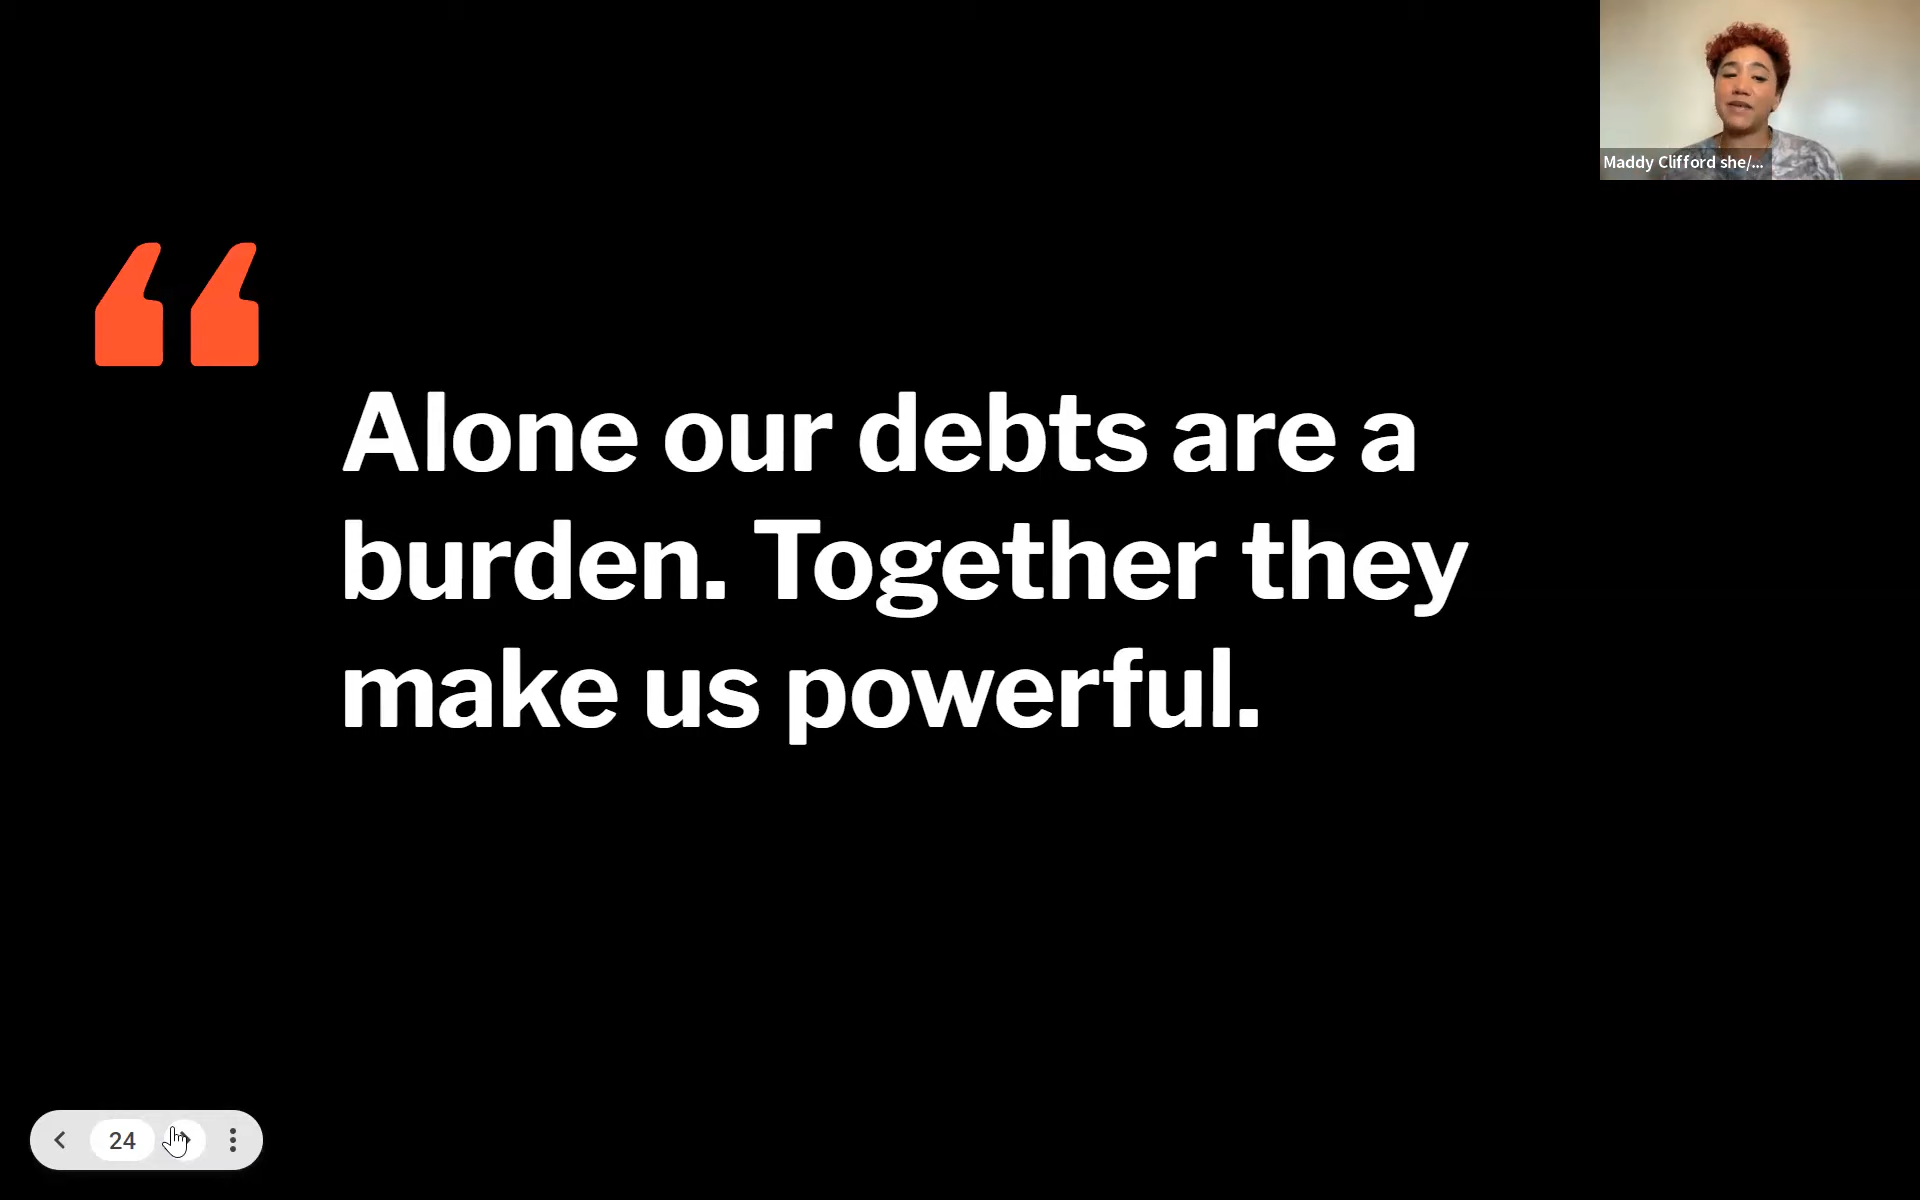 Maddy Clifford she/...
“
Alone our debts are a
burden. Together they
make us powerful.
24